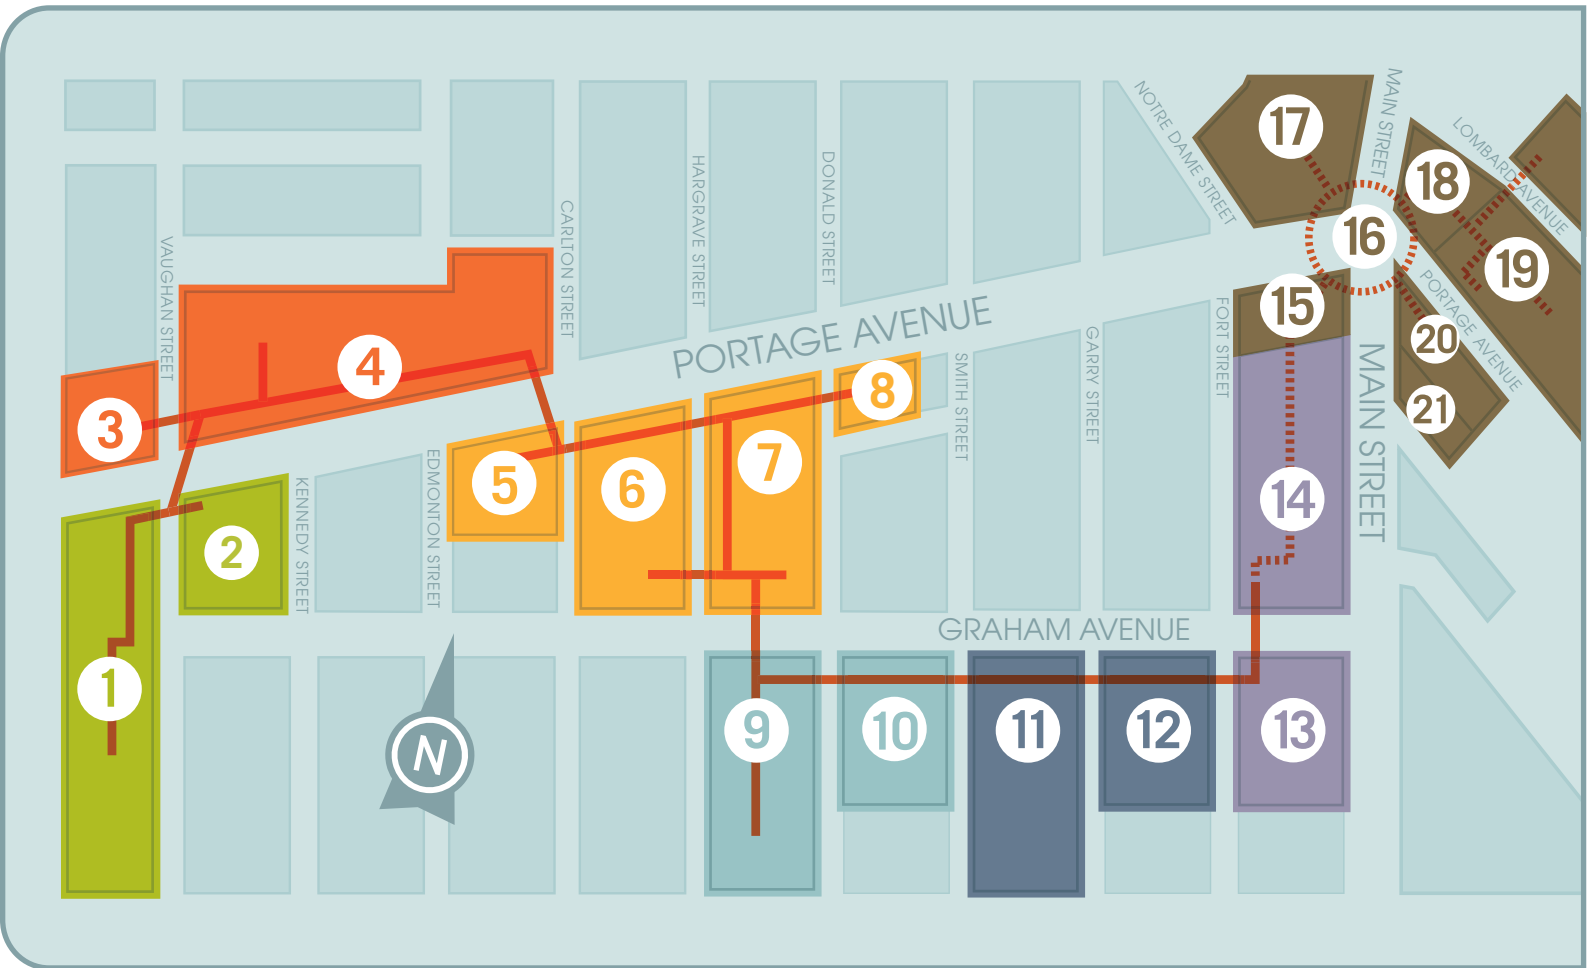 NOTRE DAME STREET
MAIN STREET
LOMBARD AVENUE
17
18
16
19
15
20
21
PORTAGE AVENUE
VAUGHAN STREET
CARLTON STREET
HARGRAVE STREET
DONALD STREET
PORTAGE AVENUE
SMITH STREET
GARRY STREET
FORT STREET
MAIN STREET
3
4
5
6
7
8
14
1
2
KENNEDY STREET
EDMONTON STREET
GRAHAM AVENUE
N
9
10
11
12
13